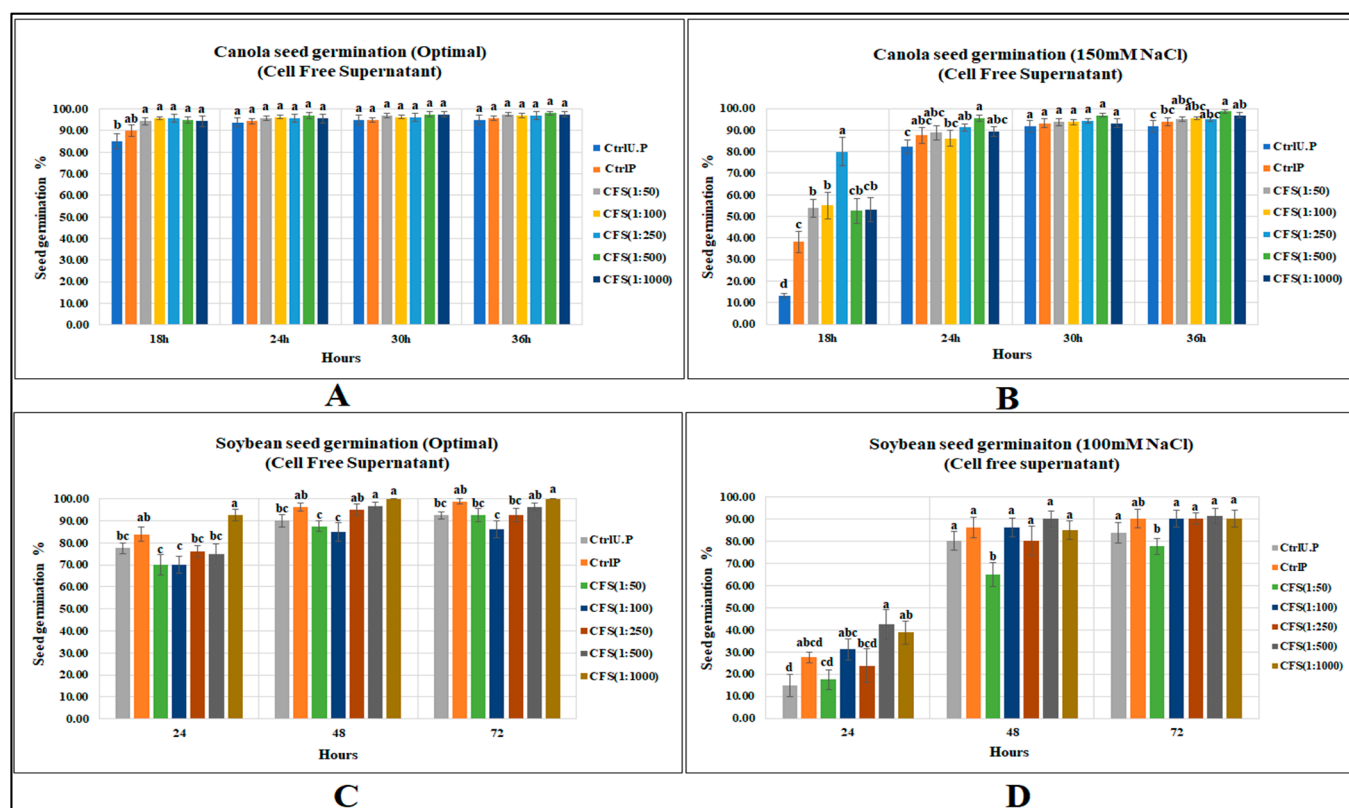 Canola seed germination (Optimal)
(Cell Free Supernatant)
Seed germination %
100.00
90.00
80.00
70.00
60.00
50.00
40.00
30.00
20.00
10.00
0.00
b ab a a a a a
a a a a a a a
a a a a a a a
a a a a a a a
18h 24h 30h 36h
Hours
CtrlU.P
CtrlP
CFS(1:50)
CFS(1:100)
CFS(1:250)
CFS(1:500)
CFS(1:1000)
A
Canola seed germination (150mM NaCl)
(Cell Free Supernatant)
Seed germination %
100.00
90.00
80.00
70.00
60.00
50.00
40.00
30.00
20.00
10.00
0.00
d c b b a cb cb
c abc abc bc ab a abc
a a a a a a a
c abc abc abc abc a ab
18h 24h 30h 36h
Hours
CtrlU.P
CtrlP
CFS(1:50)
CFS(1:100)
CFS(1:250)
CFS(1:500)
CFS(1:1000)
B
Soybean seed germination (Optimal)
(Cell Free Supernatant)
Seed germination %
100.00
90.00
80.00
70.00
60.00
50.00
40.00
30.00
20.00
10.00
0.00
bc ab c c bc bc a
bc ab c c ab a a
bc ab bc c bc ab a
24 48 72
Hours
CtrlU.P
CtrlP
CFS(1:50)
CFS(1:100)
CFS(1:250)
CFS(1:500)
CFS(1:1000)
C
Soybean seed germinaiton (100mM NaCl)
(Cell free supernatant)
Seed germiantion %
100.00
90.00
80.00
70.00
60.00
50.00
40.00
30.00
20.00
10.00
0.00
d abcd cd abc bcd a ab
a a b a a a a
a ab b a a a a
24 48 72
Hours
CtrlU.P
CtrlP
CFS(1:50)
CFS(1:100)
CFS(1:250)
CFS(1:500)
CFS(1:1000)
D